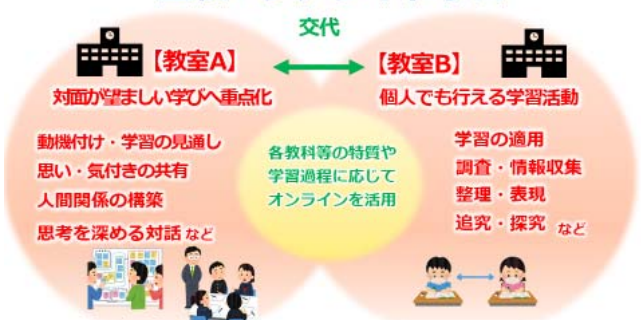 交代
【教室A】
対面が望ましい学びへ重点化
動機付け・学習の見通し
思い・気付きの共有
人間関係の構築
思考を深める対話 など
各教科等の特質や
学習過程に応じて
オンラインを活用
【教室B】
個人でも行える学習活動
学習の適用
調査・情報収集
整理・表現
追究・探究 など